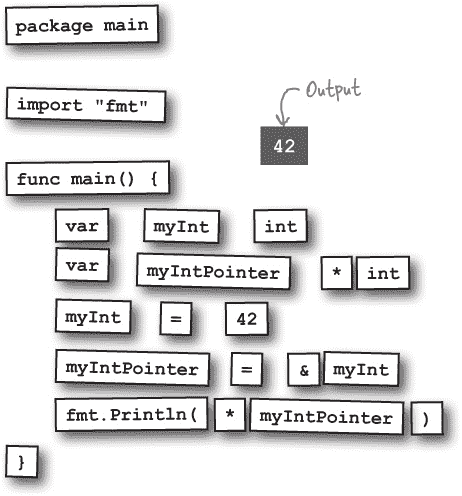 package main
import "fmt"
Output
42
func main() {
var myInt int
var myIntPointer * int
myInt = 42
myIntPointer = & myInt
fmt.Println( * myIntPointer )
}